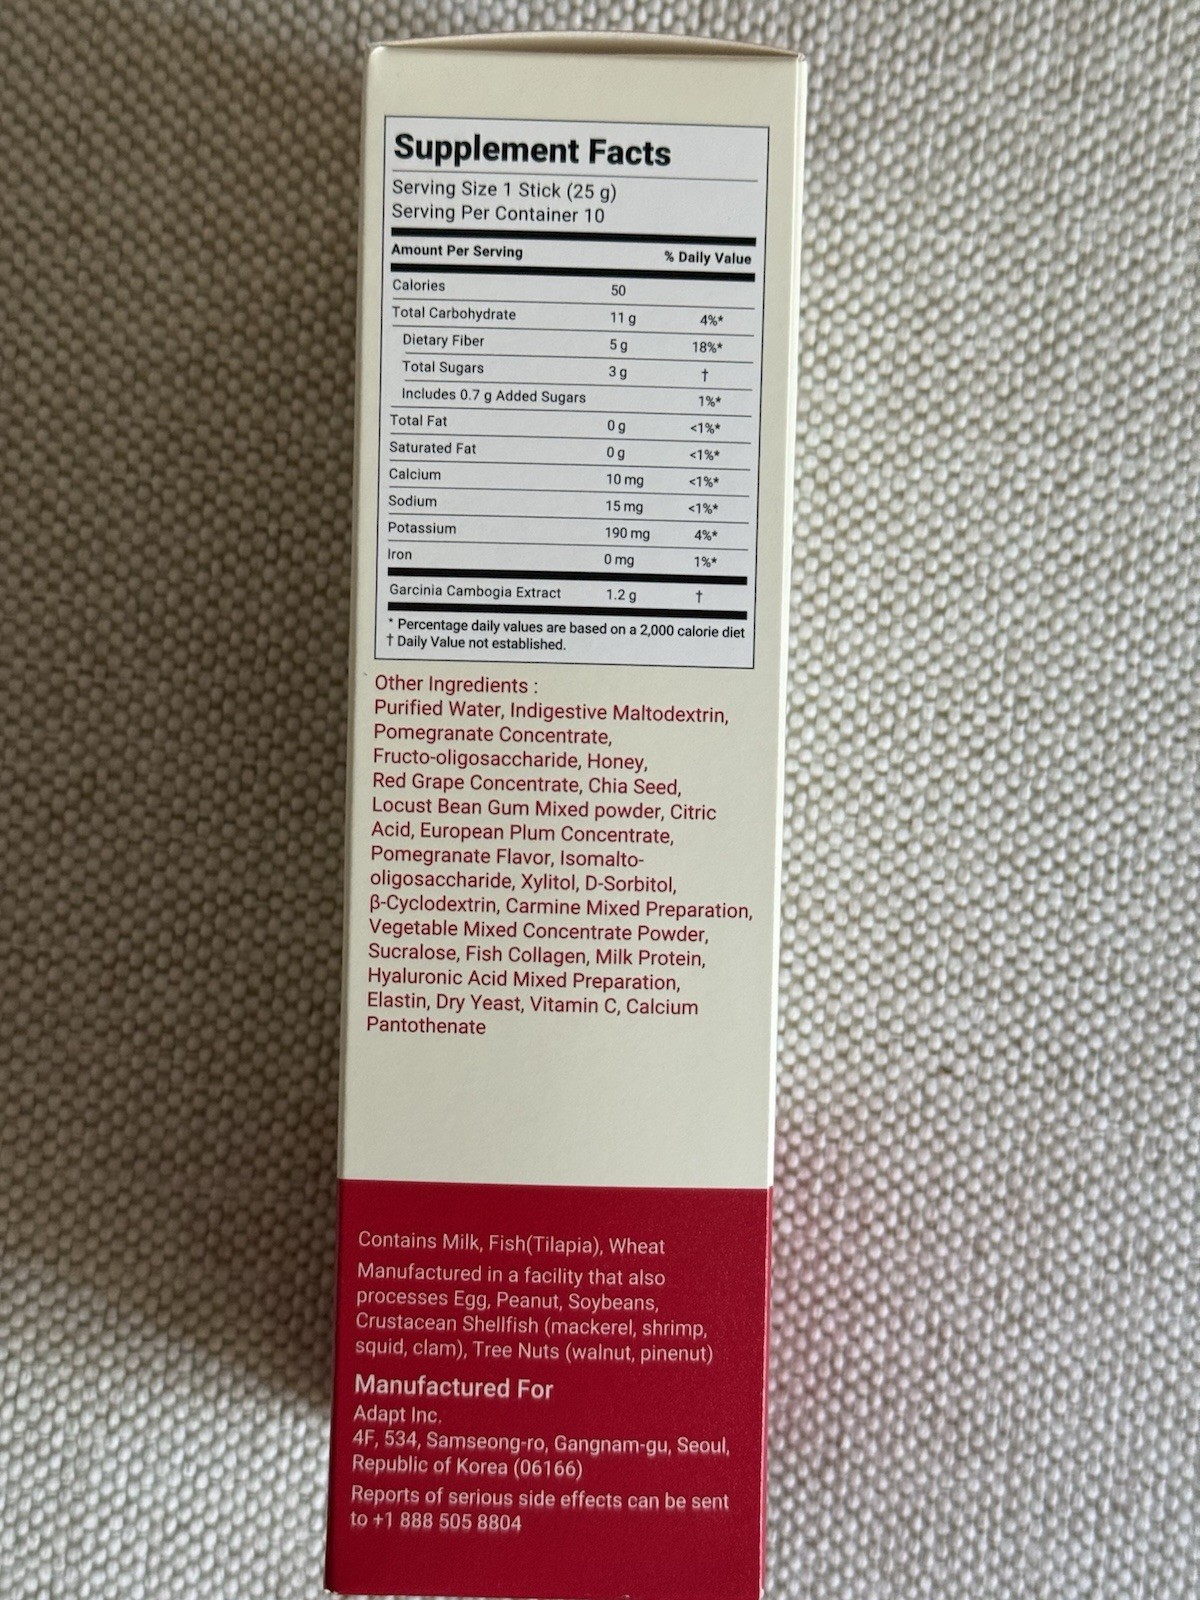 Supplement Facts
Serving Size 1 Stick (25 g)
Serving Per Container 10
Amount Per Serving % Daily Value
Calories 50
Total Carbohydrate 11 g 4%*
Dietary Fiber 5 g 18%*
Total Sugars 3 g †
Includes 0.7 g Added Sugars 1%*
Total Fat 0 g <1%*
Saturated Fat 0 g <1%*
Calcium 10 mg <1%*
Sodium 15 mg <1%*
Potassium 190 mg 4%*
Iron 0 mg 1%*
Garcinia Cambogia Extract 1.2 g †
* Percentage daily values are based on a 2,000 calorie diet
† Daily Value not established.
Other Ingredients :
Purified Water, Indigestive Maltodextrin,
Pomegranate Concentrate,
Fructo-oligosaccharide, Honey,
Red Grape Concentrate, Chia Seed,
Locust Bean Gum Mixed powder, Citric
Acid, European Plum Concentrate,
Pomegranate Flavor, Isomalto-
oligosaccharide, Xylitol, D-Sorbitol,
β-Cyclodextrin, Carmine Mixed Preparation,
Vegetable Mixed Concentrate Powder,
Sucralose, Fish Collagen, Milk Protein,
Hyaluronic Acid Mixed Preparation,
Elastin, Dry Yeast, Vitamin C, Calcium
Pantothenate
Contains Milk, Fish(Tilapia), Wheat
Manufactured in a facility that also
processes Egg, Peanut, Soybeans,
Crustacean Shellfish (mackerel, shrimp,
squid, clam), Tree Nuts (walnut, pinenut)
Manufactured For
Adapt Inc.
4F, 534, Samseong-ro, Gangnam-gu, Seoul,
Republic of Korea (06166)
Reports of serious side effects can be sent
to +1 888 505 8804